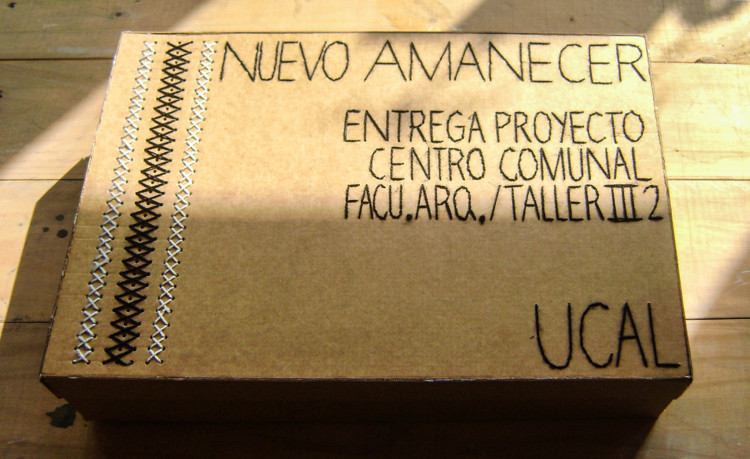 NUEVO AMANECER
ENTREGA PROYECTO
CENTRO COMUNAL
FACU.ARQ./TALLER III 2
UCAL